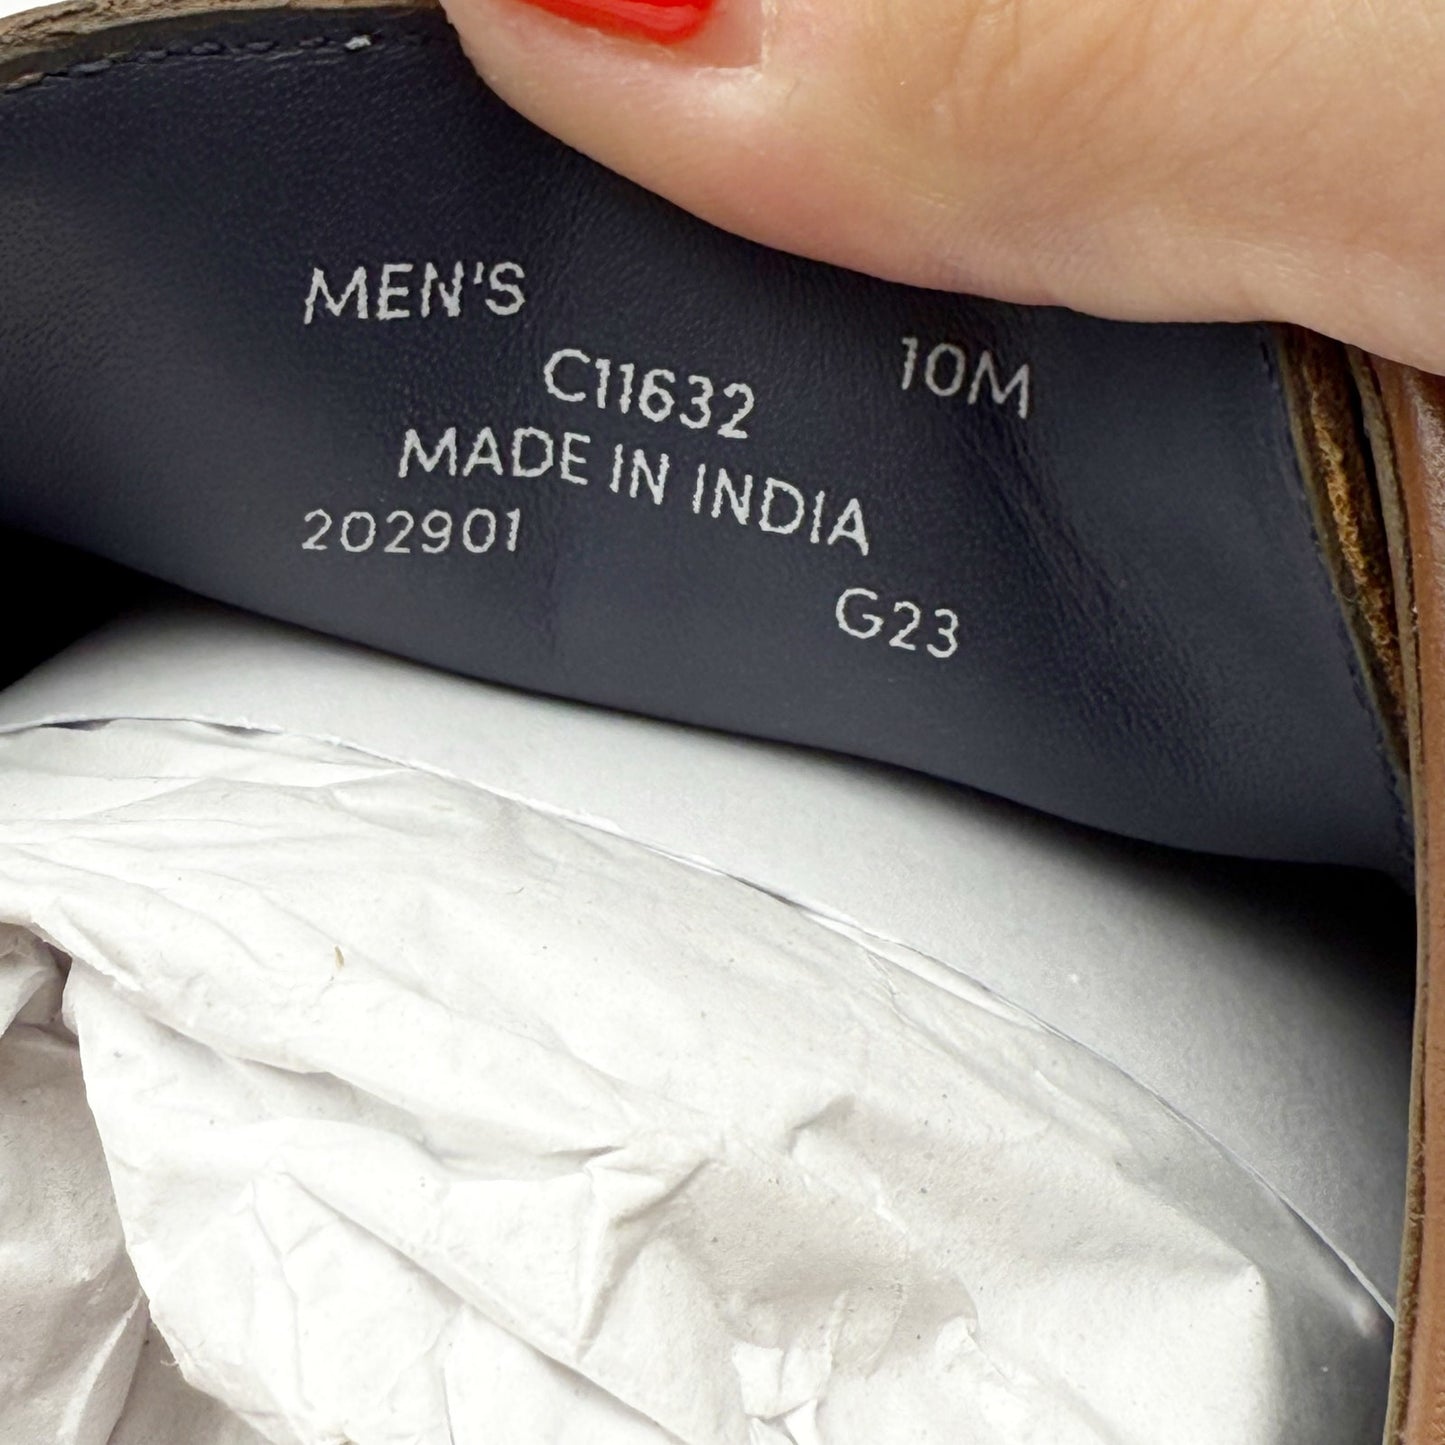 MEN'S
10M
C11632
MADE IN INDIA
202901
G23